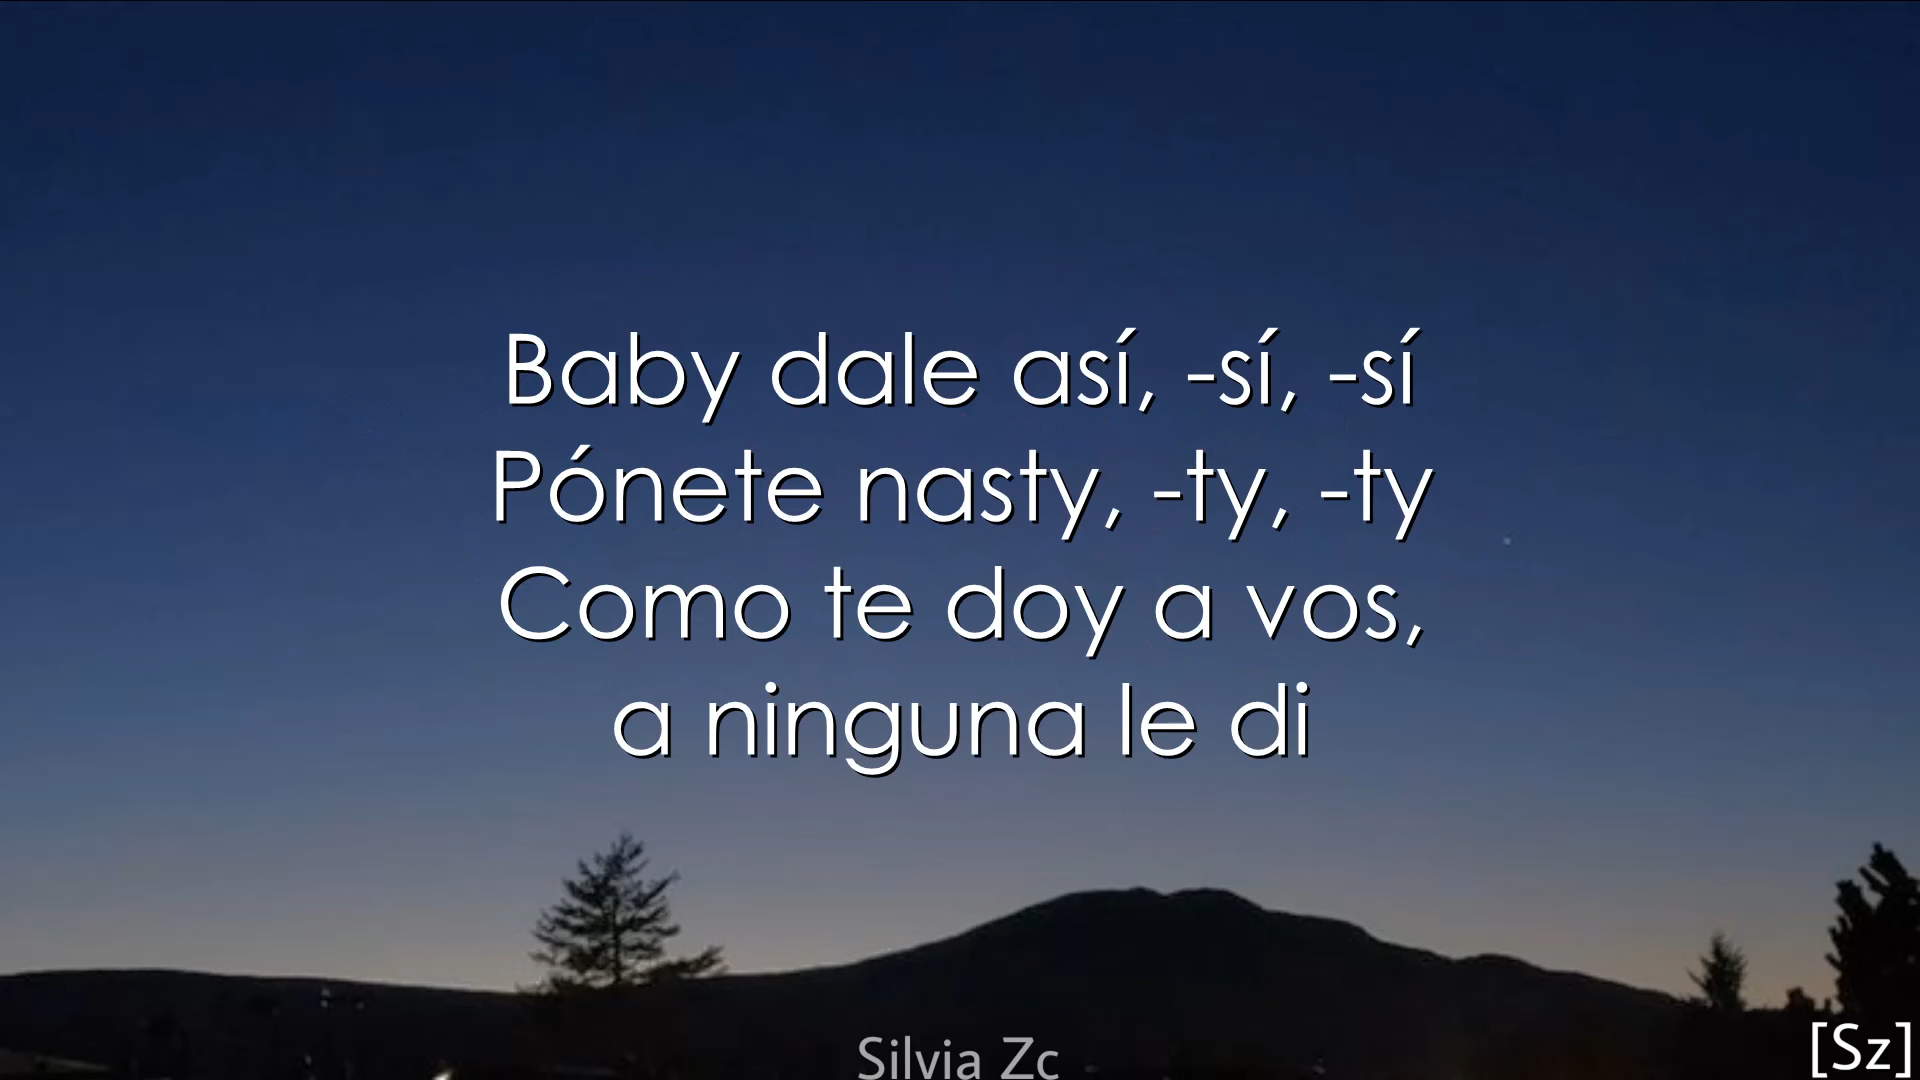 Baby dale así, -sí, -sí
Pónete nasty, -ty, -ty
Como te doy a vos,
a ninguna le di
Silvia Zc
[Sz]